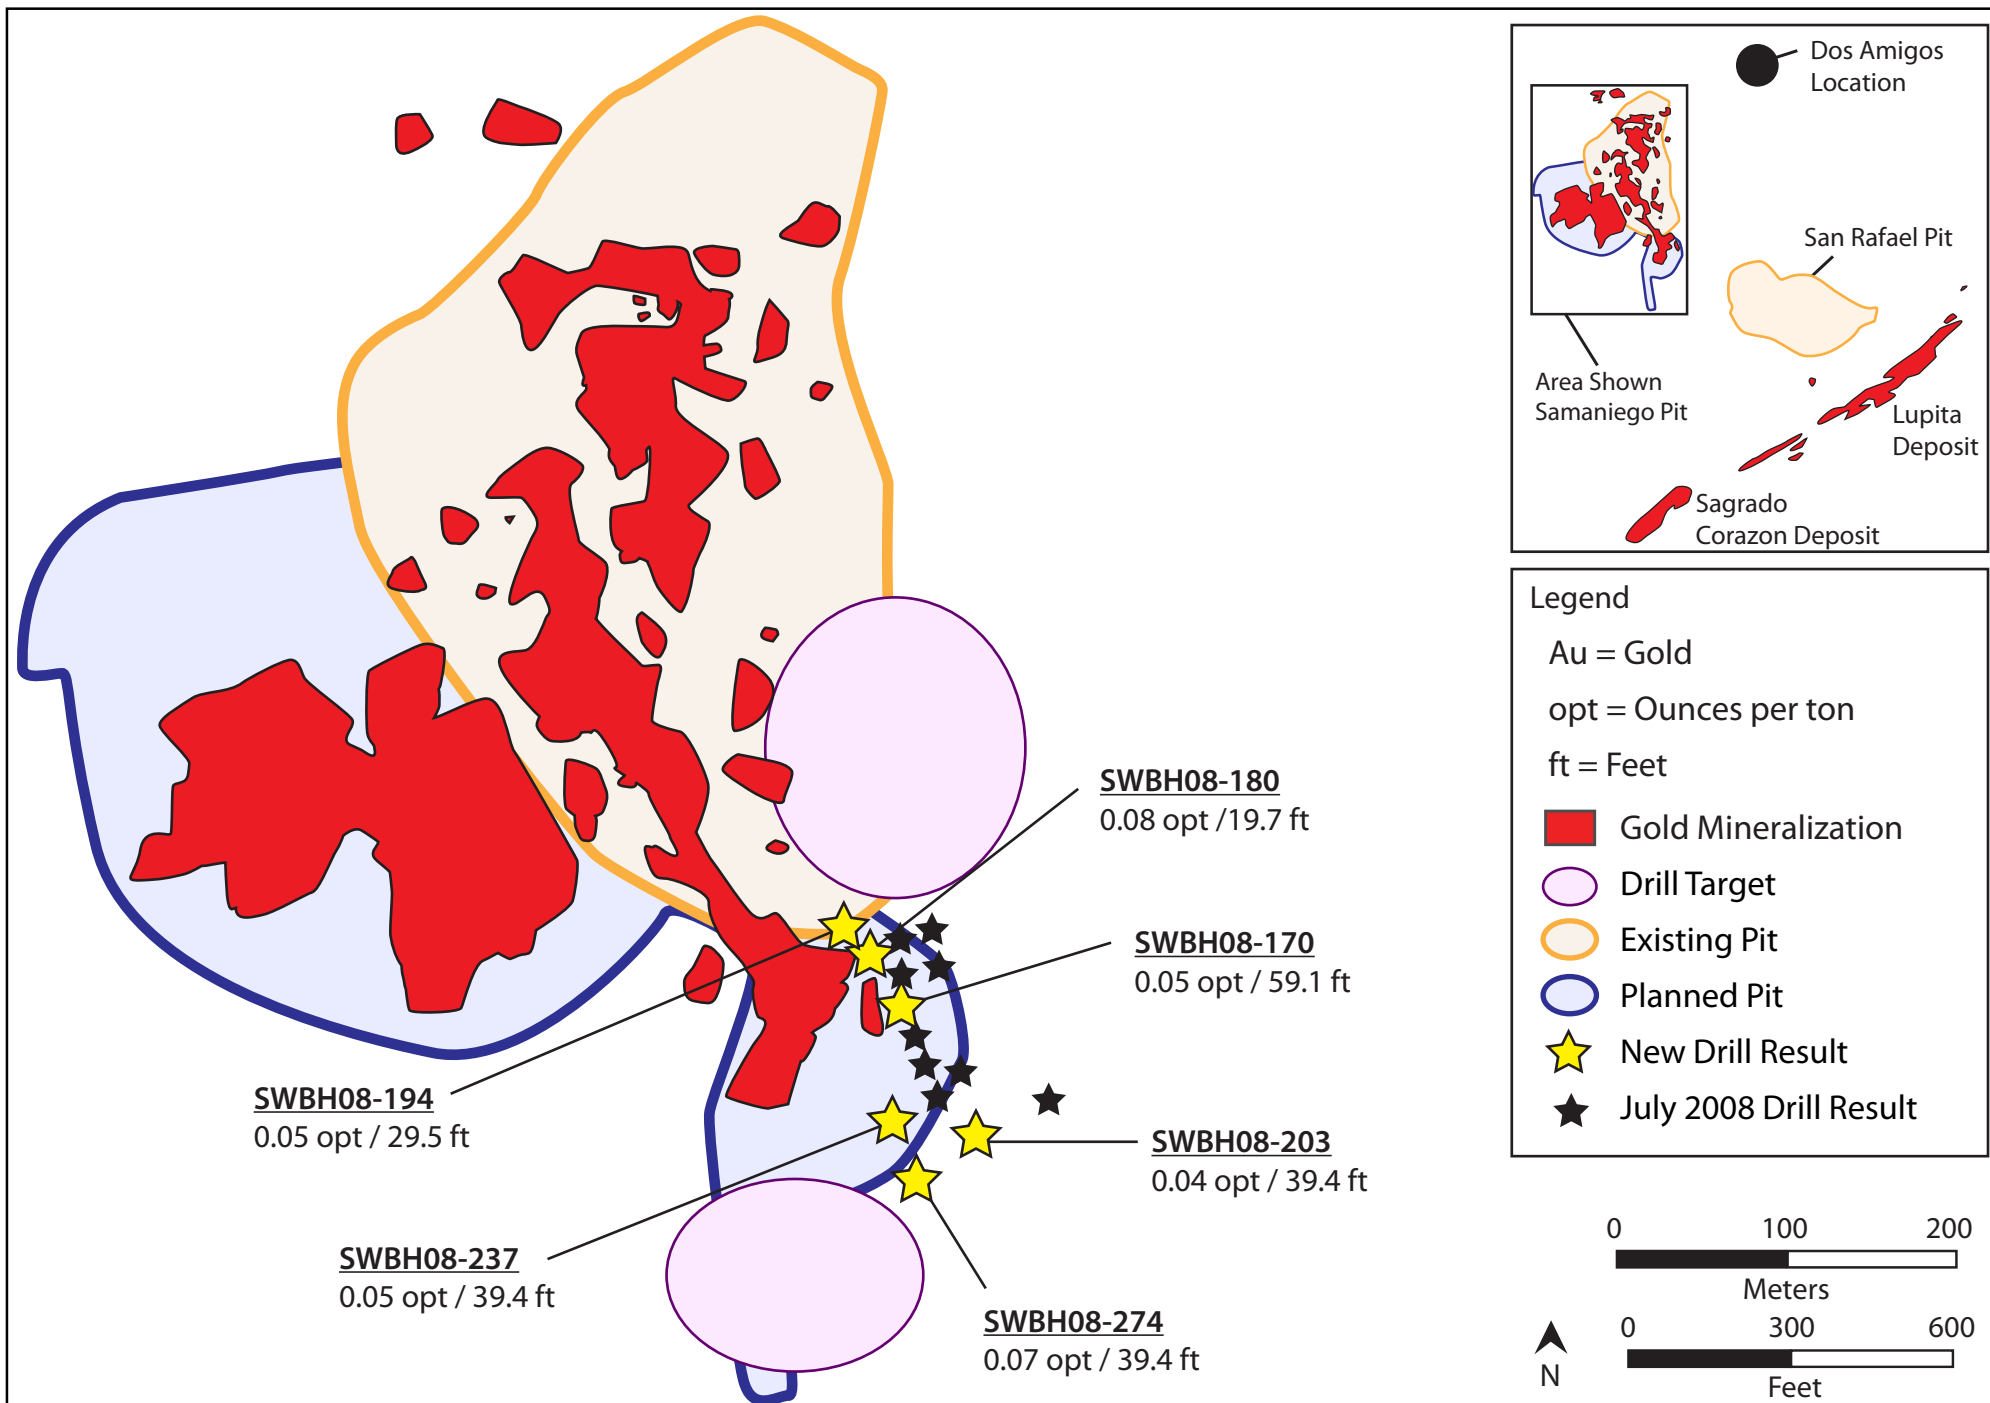 Dos Amigos
Location
San Rafael Pit
Area Shown
Samaniego Pit
Lupita
Deposit
Sagrado
Corazon Deposit
Legend
Au = Gold
opt = Ounces per ton
ft = Feet
Gold Mineralization
Drill Target
Existing Pit
Planned Pit
New Drill Result
July 2008 Drill Result
SWBH08-180
0.08 opt /19.7 ft
SWBH08-170
0.05 opt / 59.1 ft
SWBH08-194
0.05 opt / 29.5 ft
SWBH08-203
0.04 opt / 39.4 ft
SWBH08-237
0.05 opt / 39.4 ft
SWBH08-274
0.07 opt / 39.4 ft
0 100 200
Meters
0 300 600
Feet
N